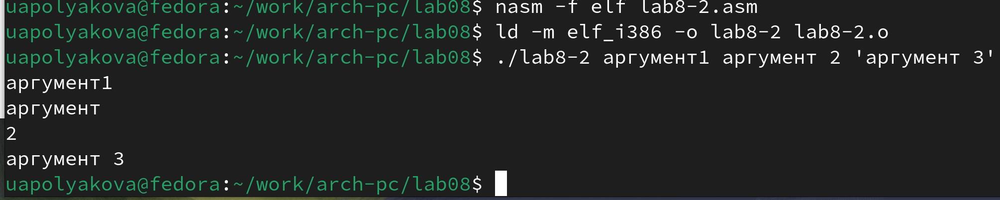 uapolyakova@fedora:~/work/arch-pc/lab08$ nasm -f elf lab8-2.asm
uapolyakova@fedora:~/work/arch-pc/lab08$ ld -m elf_i386 -o lab8-2 lab8-2.o
uapolyakova@fedora:~/work/arch-pc/lab08$ ./lab8-2 аргумент1 аргумент 2 'аргумент 3'
аргумент1
аргумент
2
аргумент 3
uapolyakova@fedora:~/work/arch-pc/lab08$